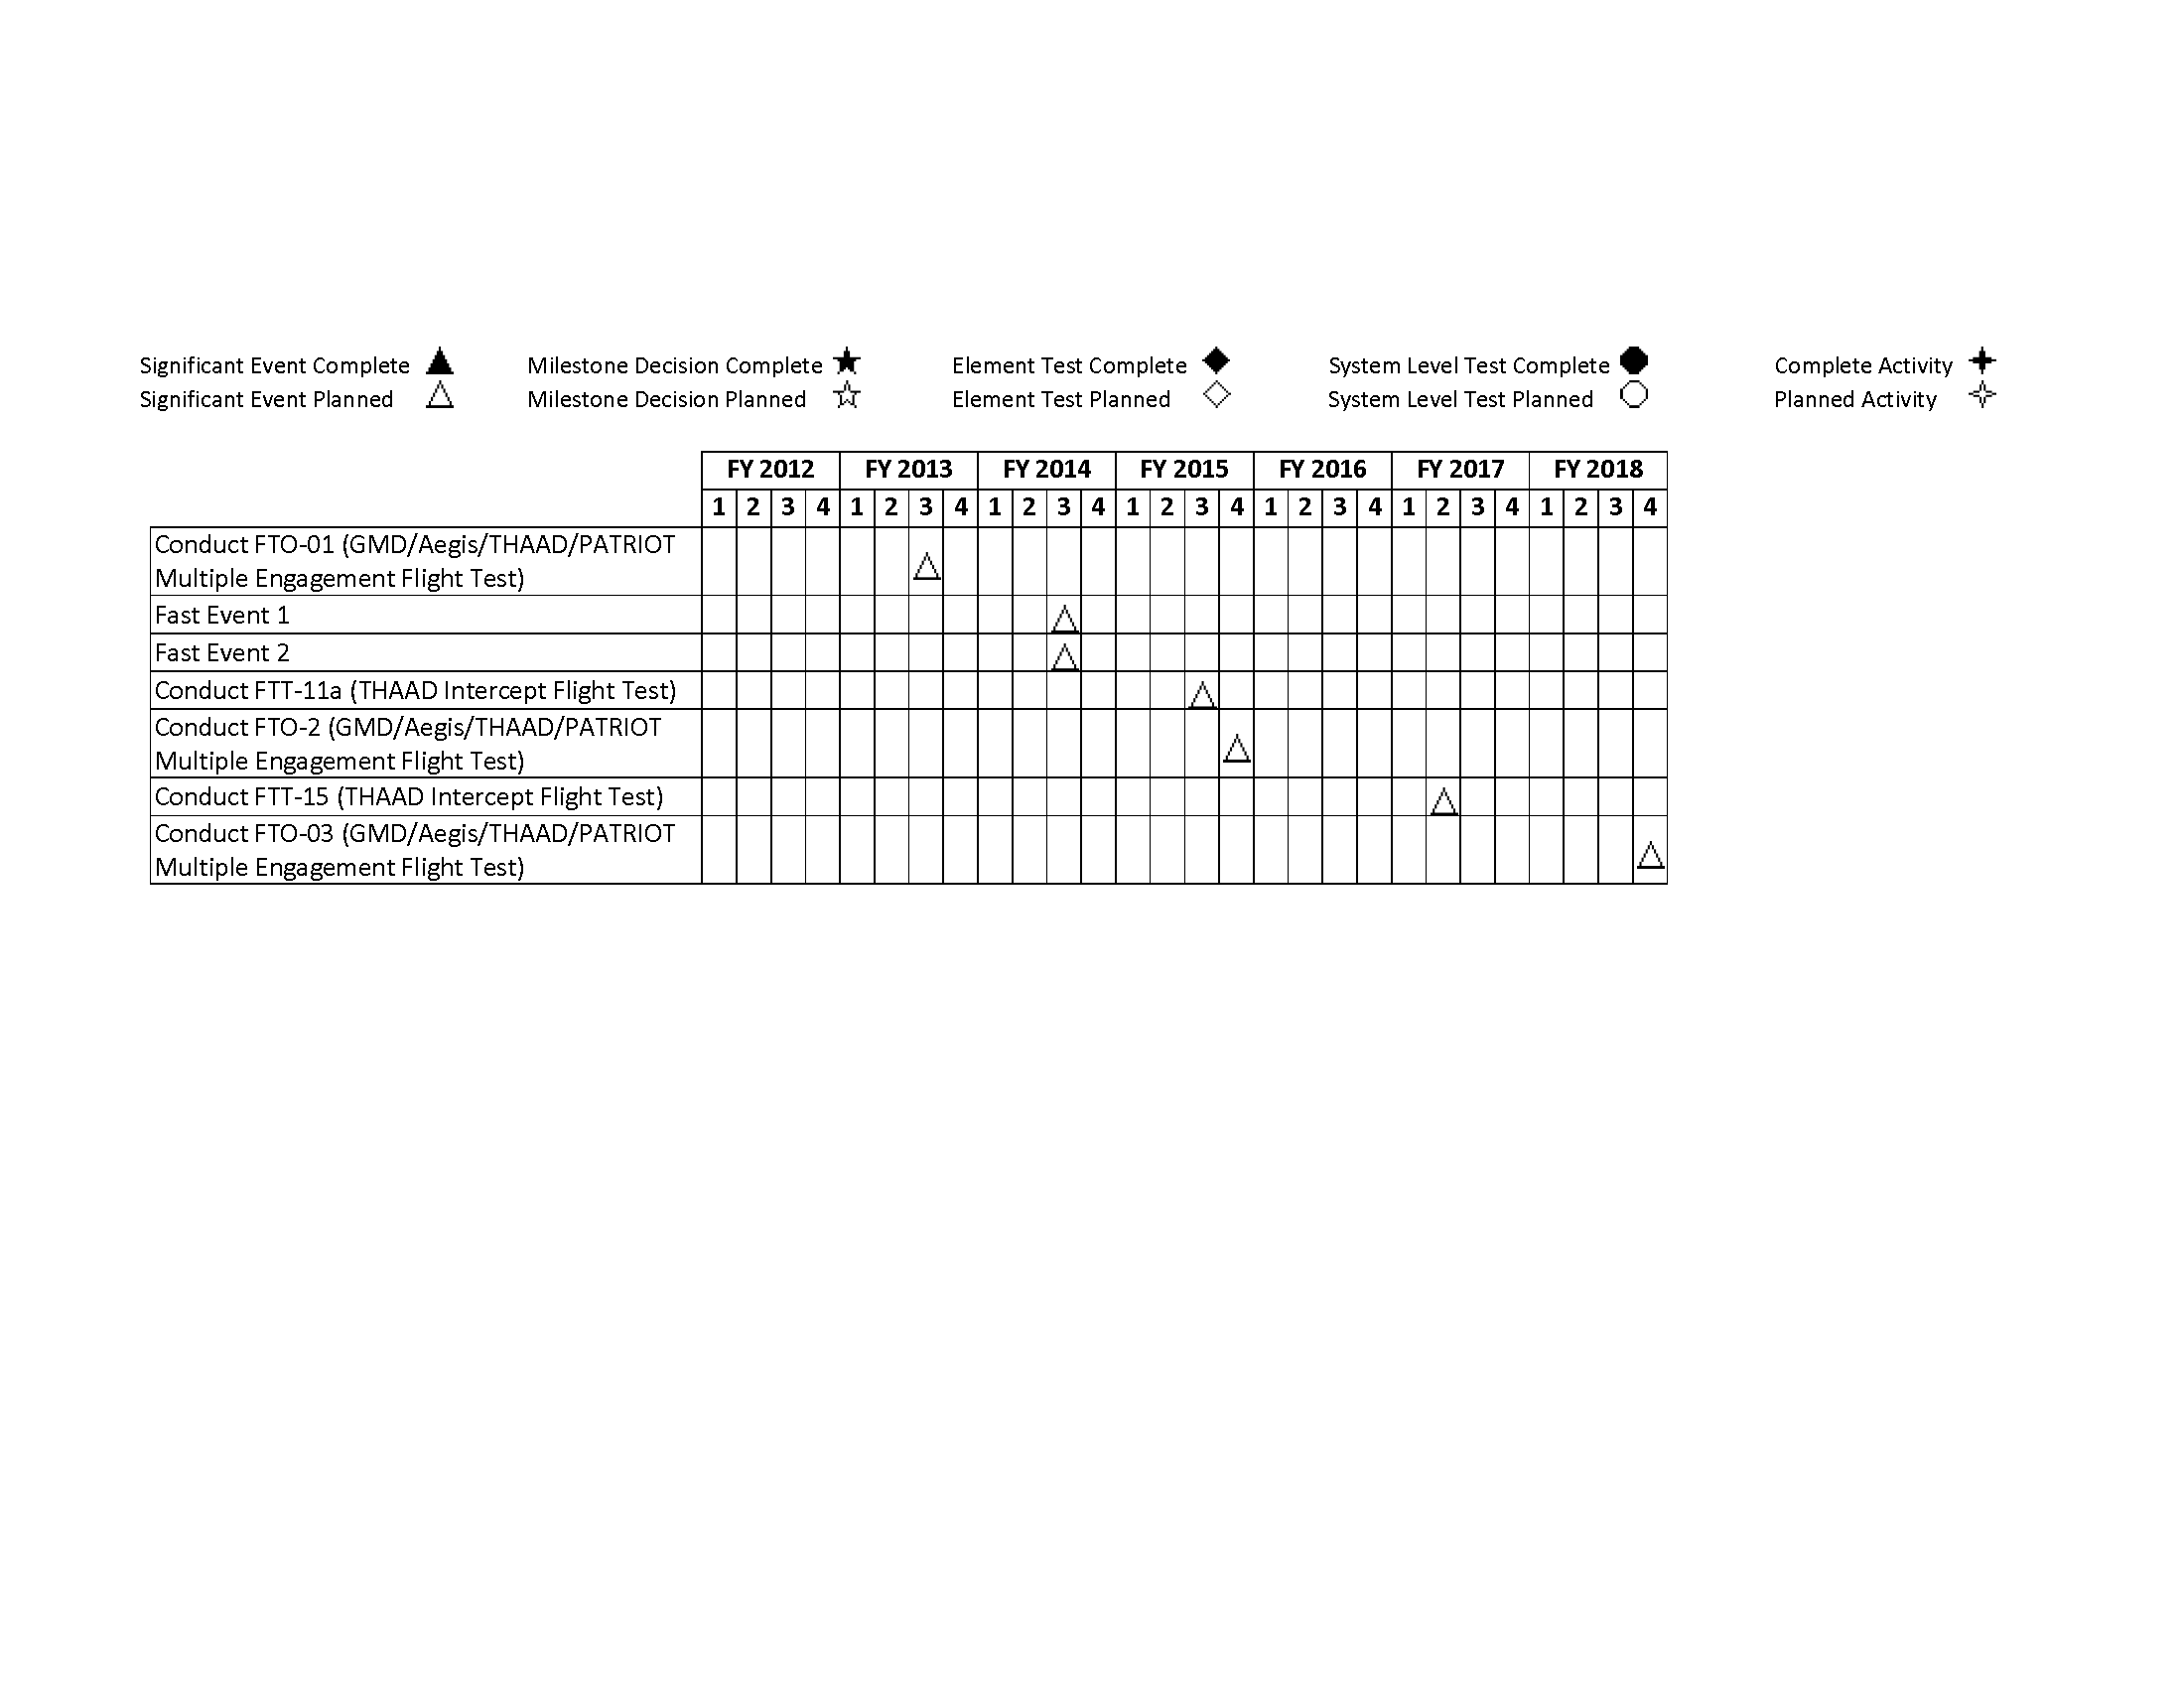 Significant Event Complete Milestone Decision Complete Element Test Complete System Level Test Complete Complete Activity
Significant Event Planned Milestone Decision Planned Element Test Planned System Level Test Planned Planned Activity
FY 2012 FY 2013 FY 2014 FY 2015 FY 2016 FY 2017 FY 2018
1 2 3 4 1 2 3 4 1 2 3 4 1 2 3 4 1 2 3 4 1 2 3 4 1 2 3 4
Conduct FTO-01 (GMD/Aegis/THAAD/PATRIOT
Multiple Engagement Flight Test)
Fast Event 1
Fast Event 2
Conduct FTT-11a (THAAD Intercept Flight Test)
Conduct FTO-2 (GMD/Aegis/THAAD/PATRIOT
Multiple Engagement Flight Test)
Conduct FTT-15 (THAAD Intercept Flight Test)
Conduct FTO-03 (GMD/Aegis/THAAD/PATRIOT
Multiple Engagement Flight Test)